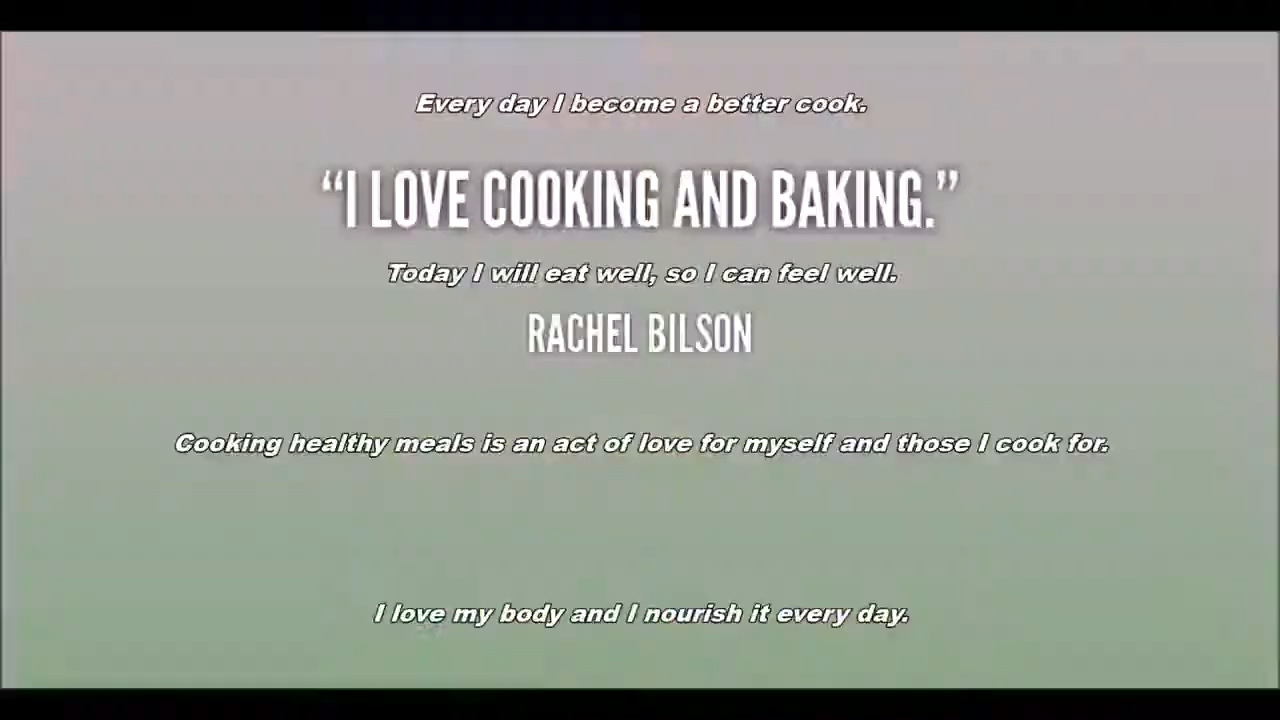 Every day I become a better cook.
“I LOVE COOKING AND BAKING.”
Today I will eat well, so I can feel well.
RACHEL BILSON
Cooking healthy meals is an act of love for myself and those I cook for.
I love my body and I nourish it every day.